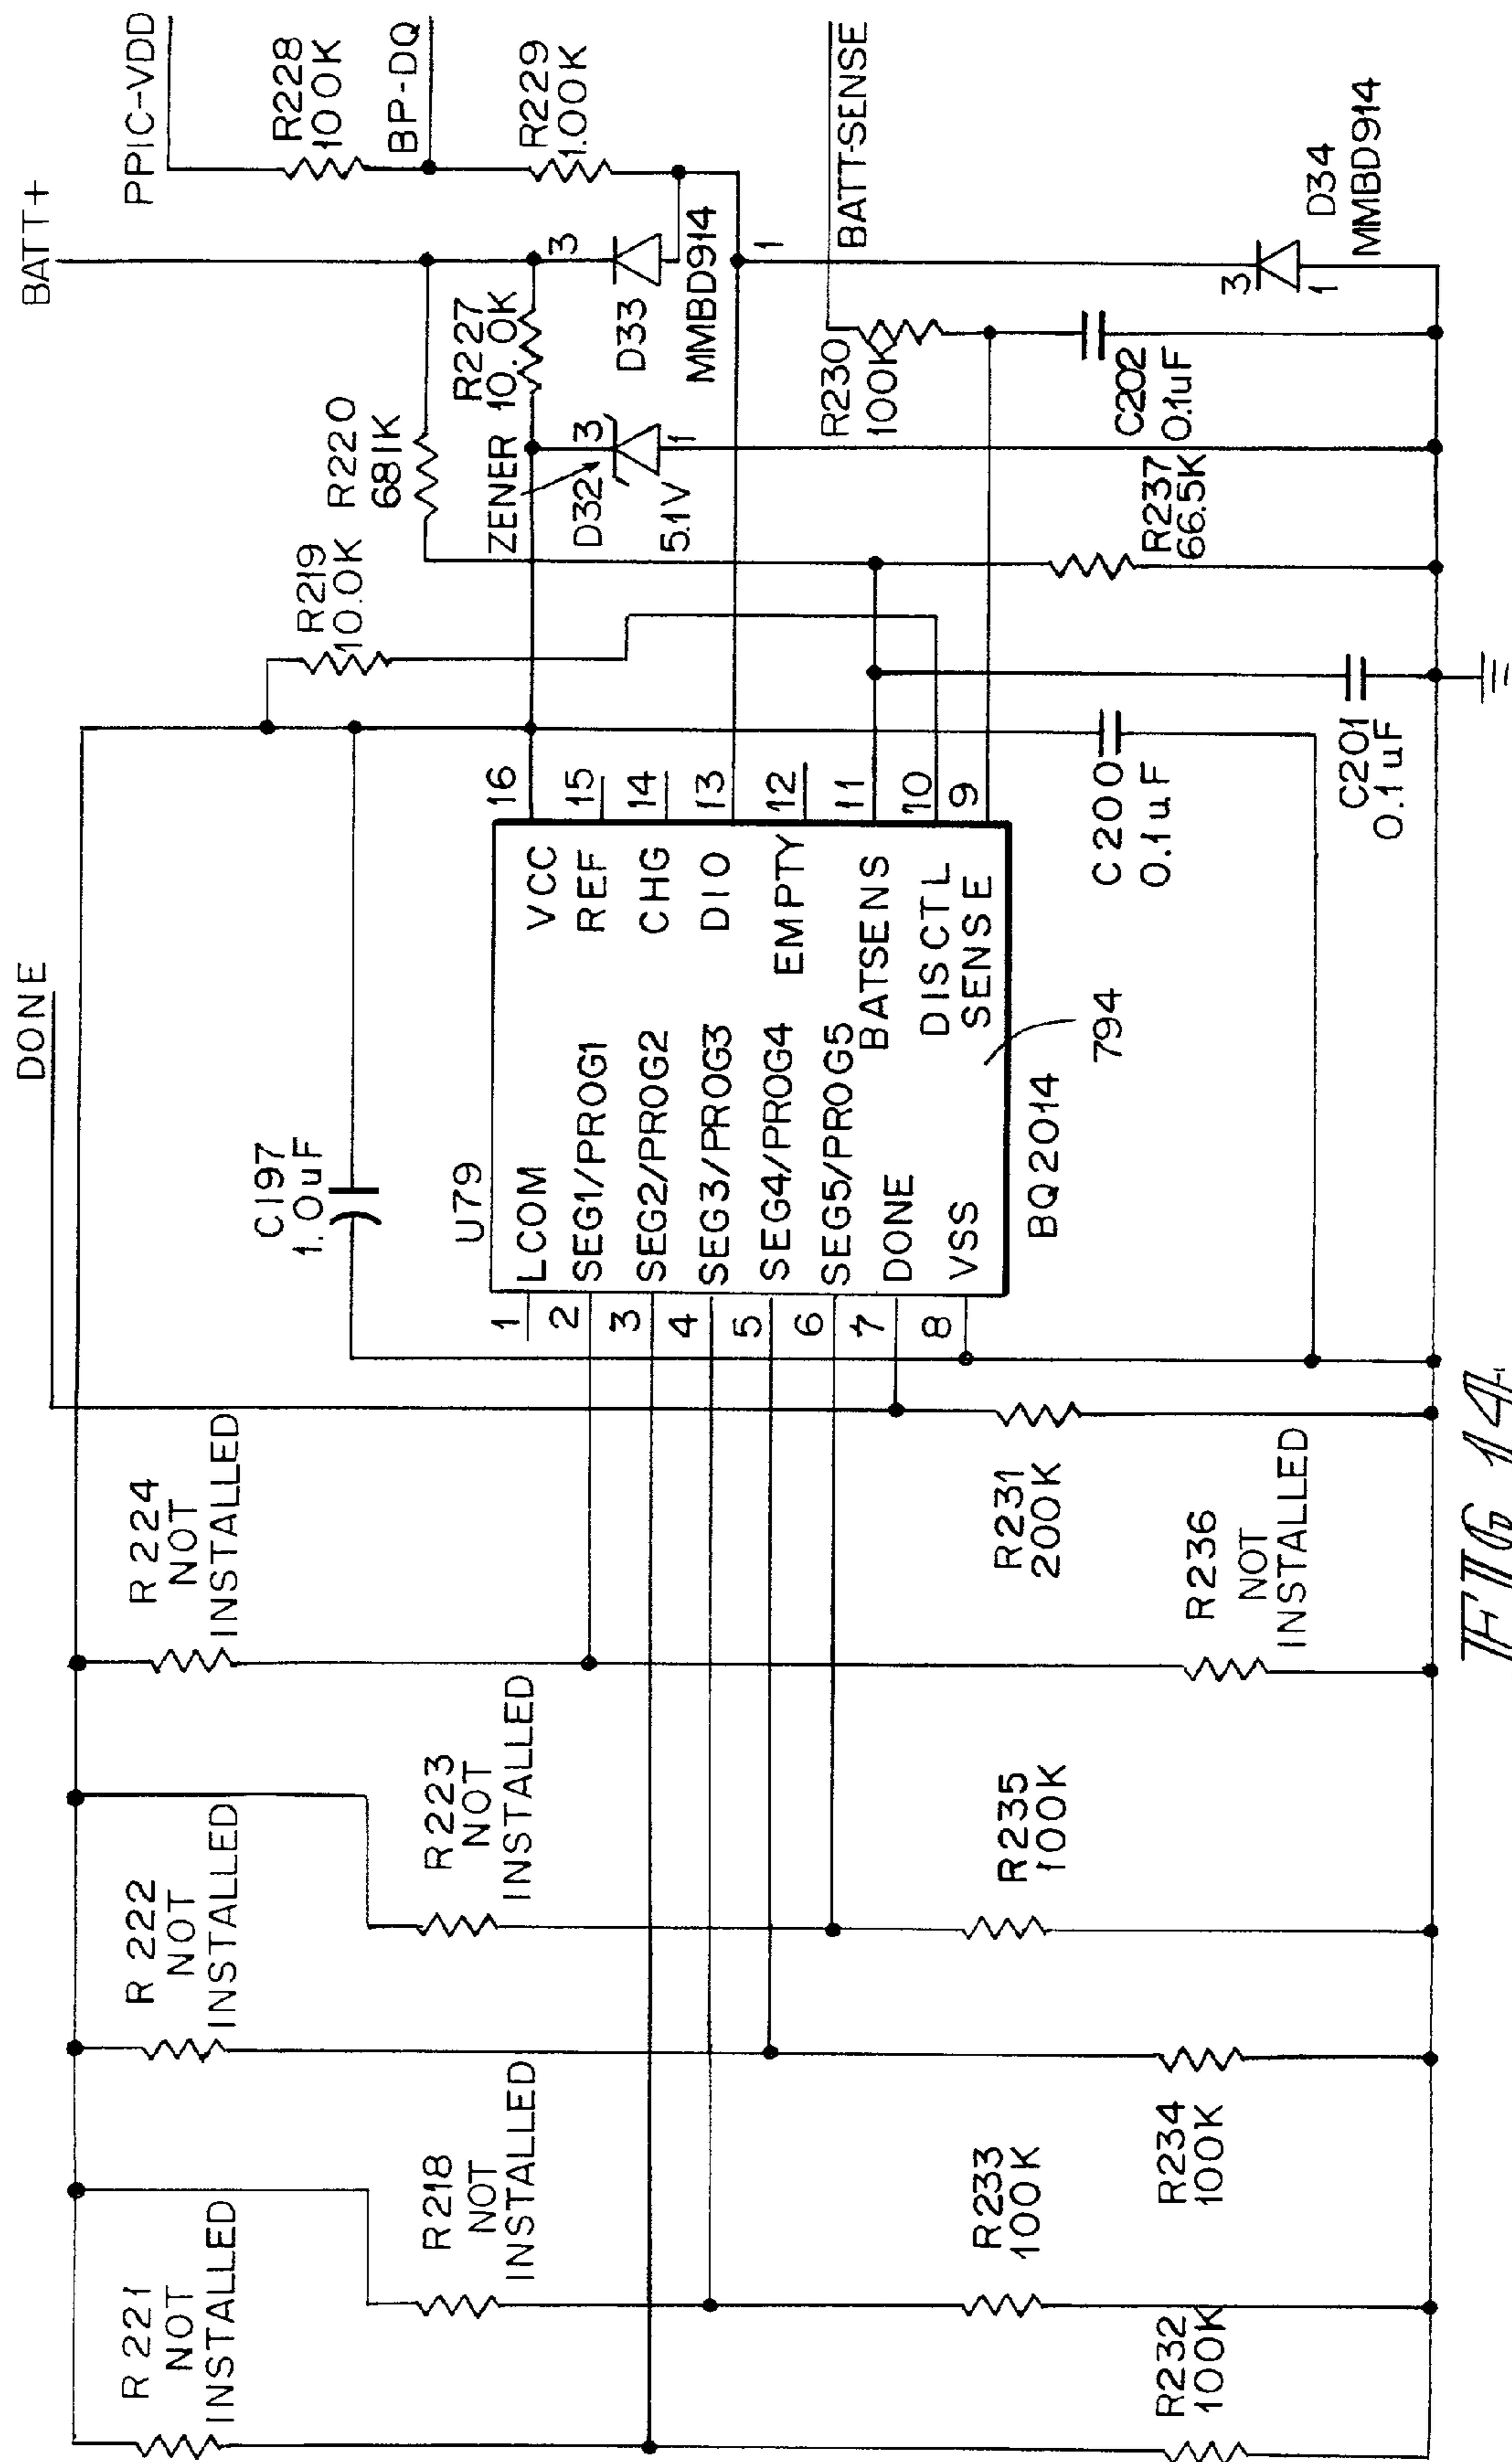 BATT+
PPIC-VDD
R228
100K
BP-DQ
R229
1.00K
BATT-SENSE
D34
MMBD914
3
1
1
3
D33
MMBD914
R227
10.0K
R220
681K
ZENER
D32
3
1
5.1V
R230
100K
C202
0.1uF
R237
66.5K
R219
10.0K
C201
0.1uF
C200
0.1uF
DONE
C197
1.0uF
U79
16
15
14
13
12
11
10
9
VCC
REF
CHG
DIO
EMPTY
BATSENS
DISCTL
SENSE
LCOM
SEG1/PROG1
SEG2/PROG2
SEG3/PROG3
SEG4/PROG4
SEG5/PROG5
DONE
VSS
1
2
3
4
5
6
7
8
BQ2014
794
R224
NOT
INSTALLED
R231
200K
R236
NOT
INSTALLED
R223
NOT
INSTALLED
R235
100K
R222
NOT
INSTALLED
R234
100K
R218
NOT
INSTALLED
R233
100K
R221
NOT
INSTALLED
R232
100K
FIG 14